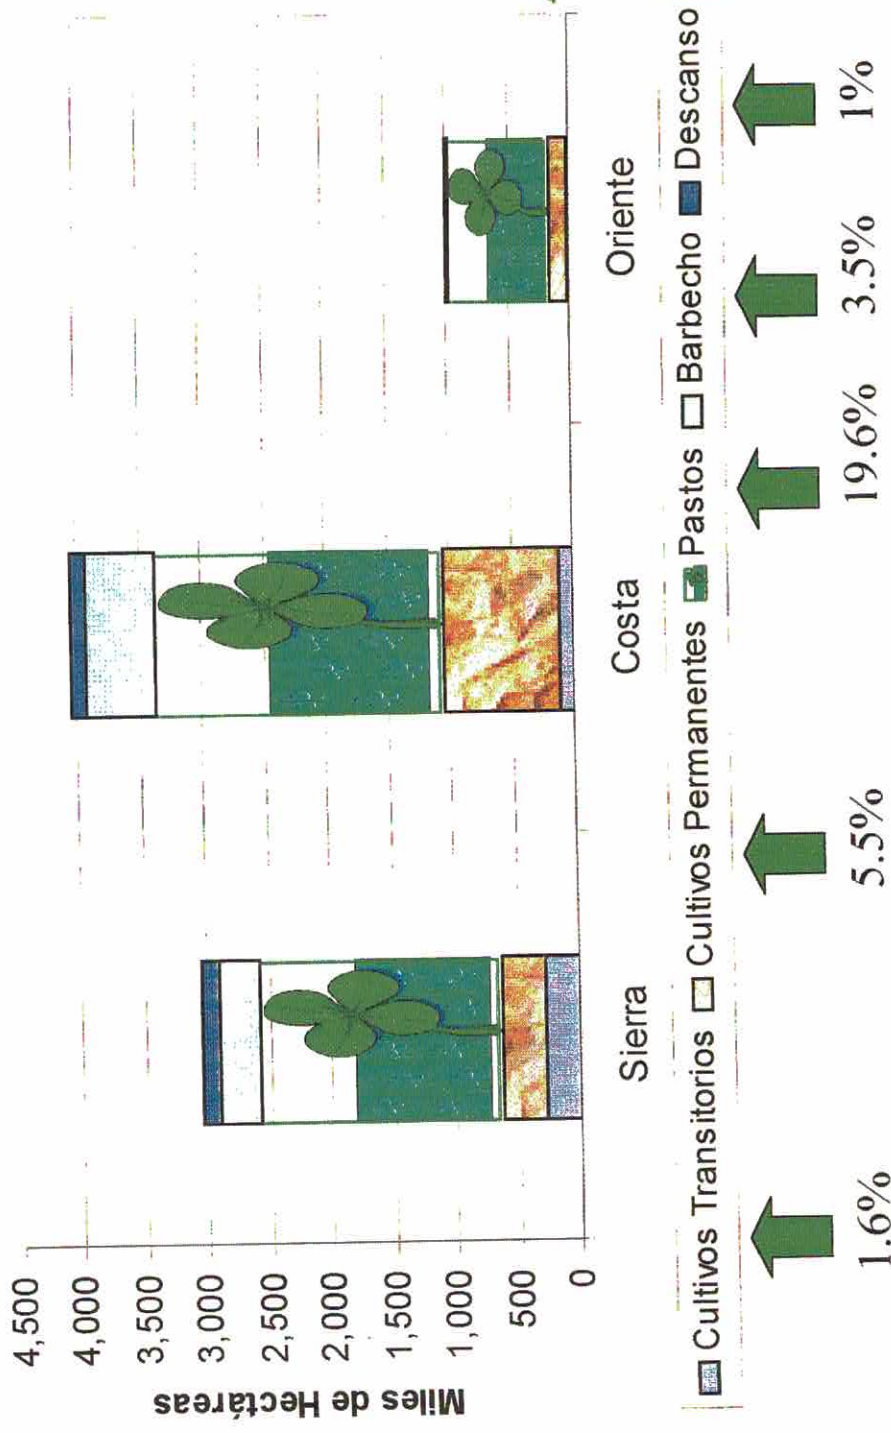 Miles de Hectáreas
4,500
4,000
3,500
3,000
2,500
2,000
1,500
1,000
500
0
Sierra Costa Oriente
Cultivos Transitorios Cultivos Permanentes Pastos Barbecho Descanso
1.6% 5.5% 19.6% 3.5% 1%